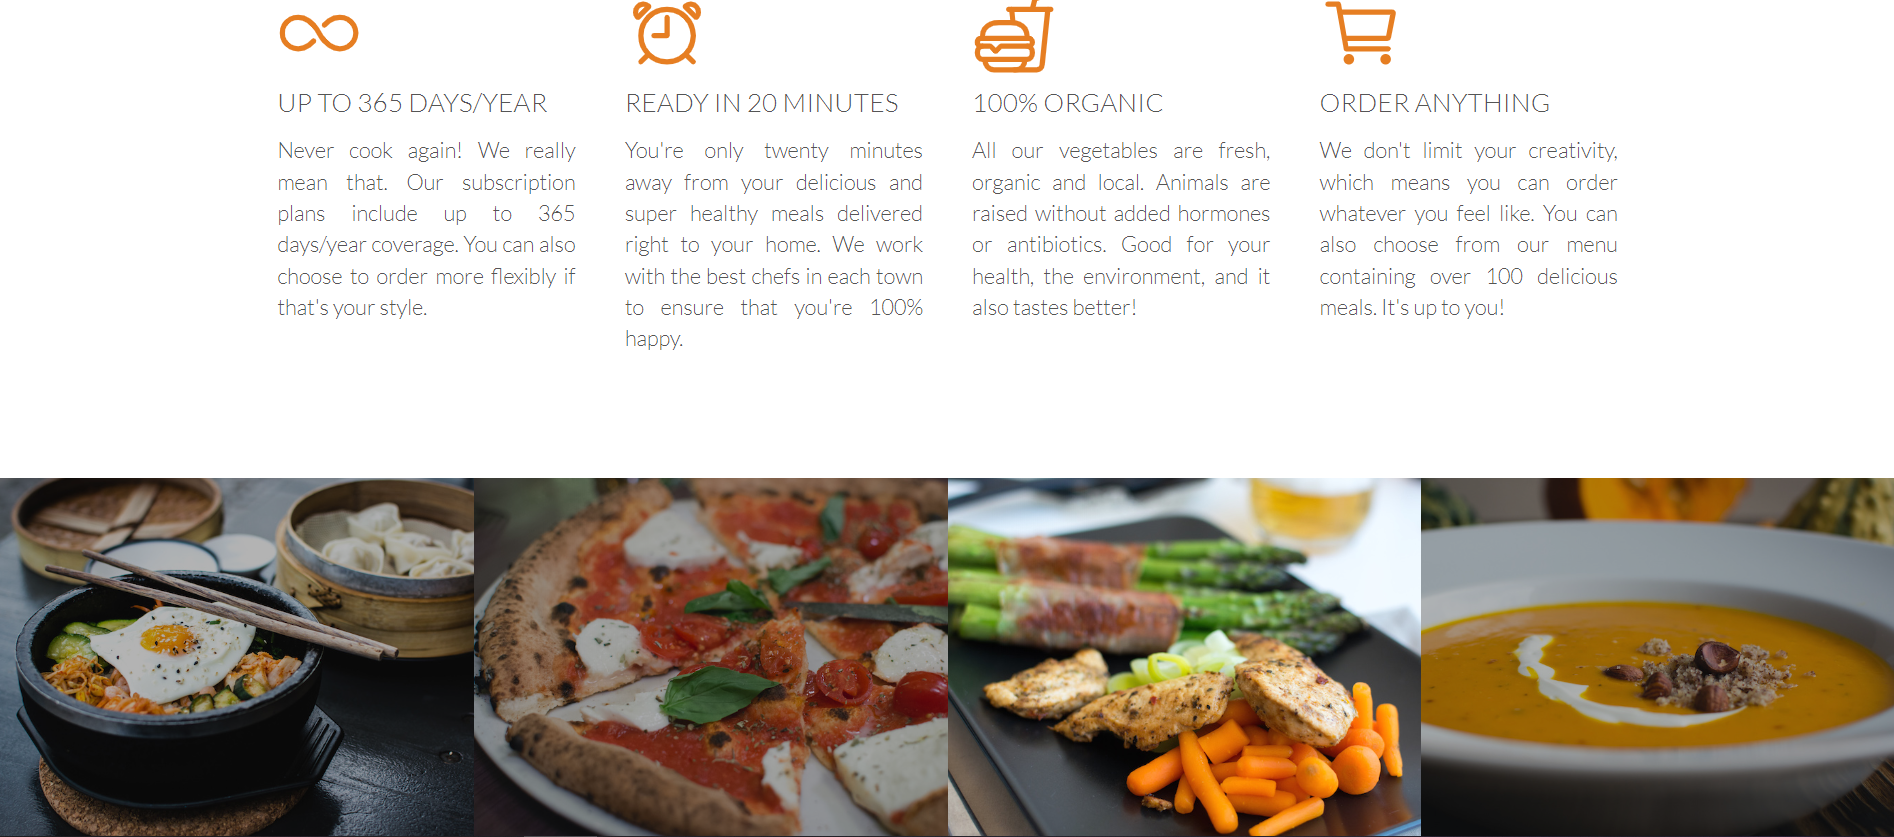 UP TO 365 DAYS/YEAR
Never cook again! We really
mean that. Our subscription
plans include up to 365
days/year coverage. You can also
choose to order more flexibly if
that's your style.
READY IN 20 MINUTES
You're only twenty minutes
away from your delicious and
super healthy meals delivered
right to your home. We work
with the best chefs in each town
to ensure that you're 100%
happy.
100% ORGANIC
All our vegetables are fresh,
organic and local. Animals are
raised without added hormones
or antibiotics. Good for your
health, the environment, and it
also tastes better!
ORDER ANYTHING
We don't limit your creativity,
which means you can order
whatever you feel like. You can
also choose from our menu
containing over 100 delicious
meals. It's up to you!